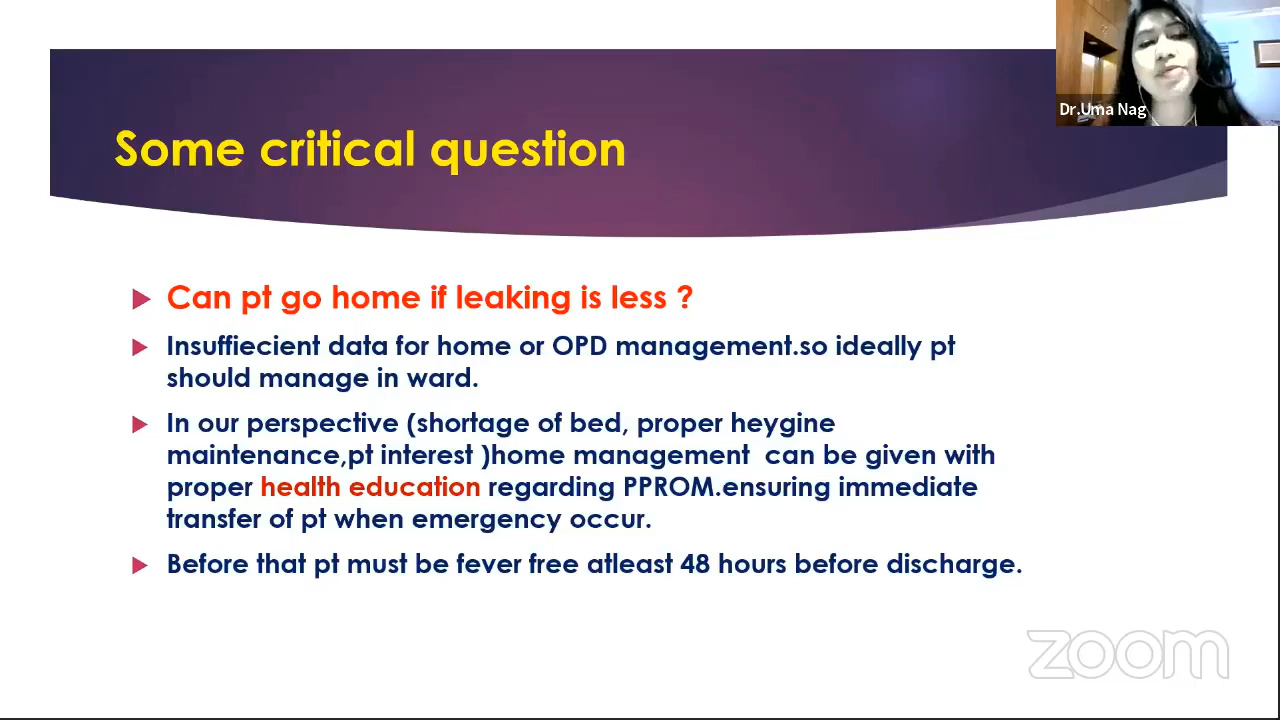 Dr.Uma Nag
Some critical question
Can pt go home if leaking is less ?
Insuffiecient data for home or OPD management.so ideally pt
should manage in ward.
In our perspective (shortage of bed, proper heygine
maintenance,pt interest )home management can be given with
proper health education regarding PPROM.ensuring immediate
transfer of pt when emergency occur.
Before that pt must be fever free atleast 48 hours before discharge.
zoom